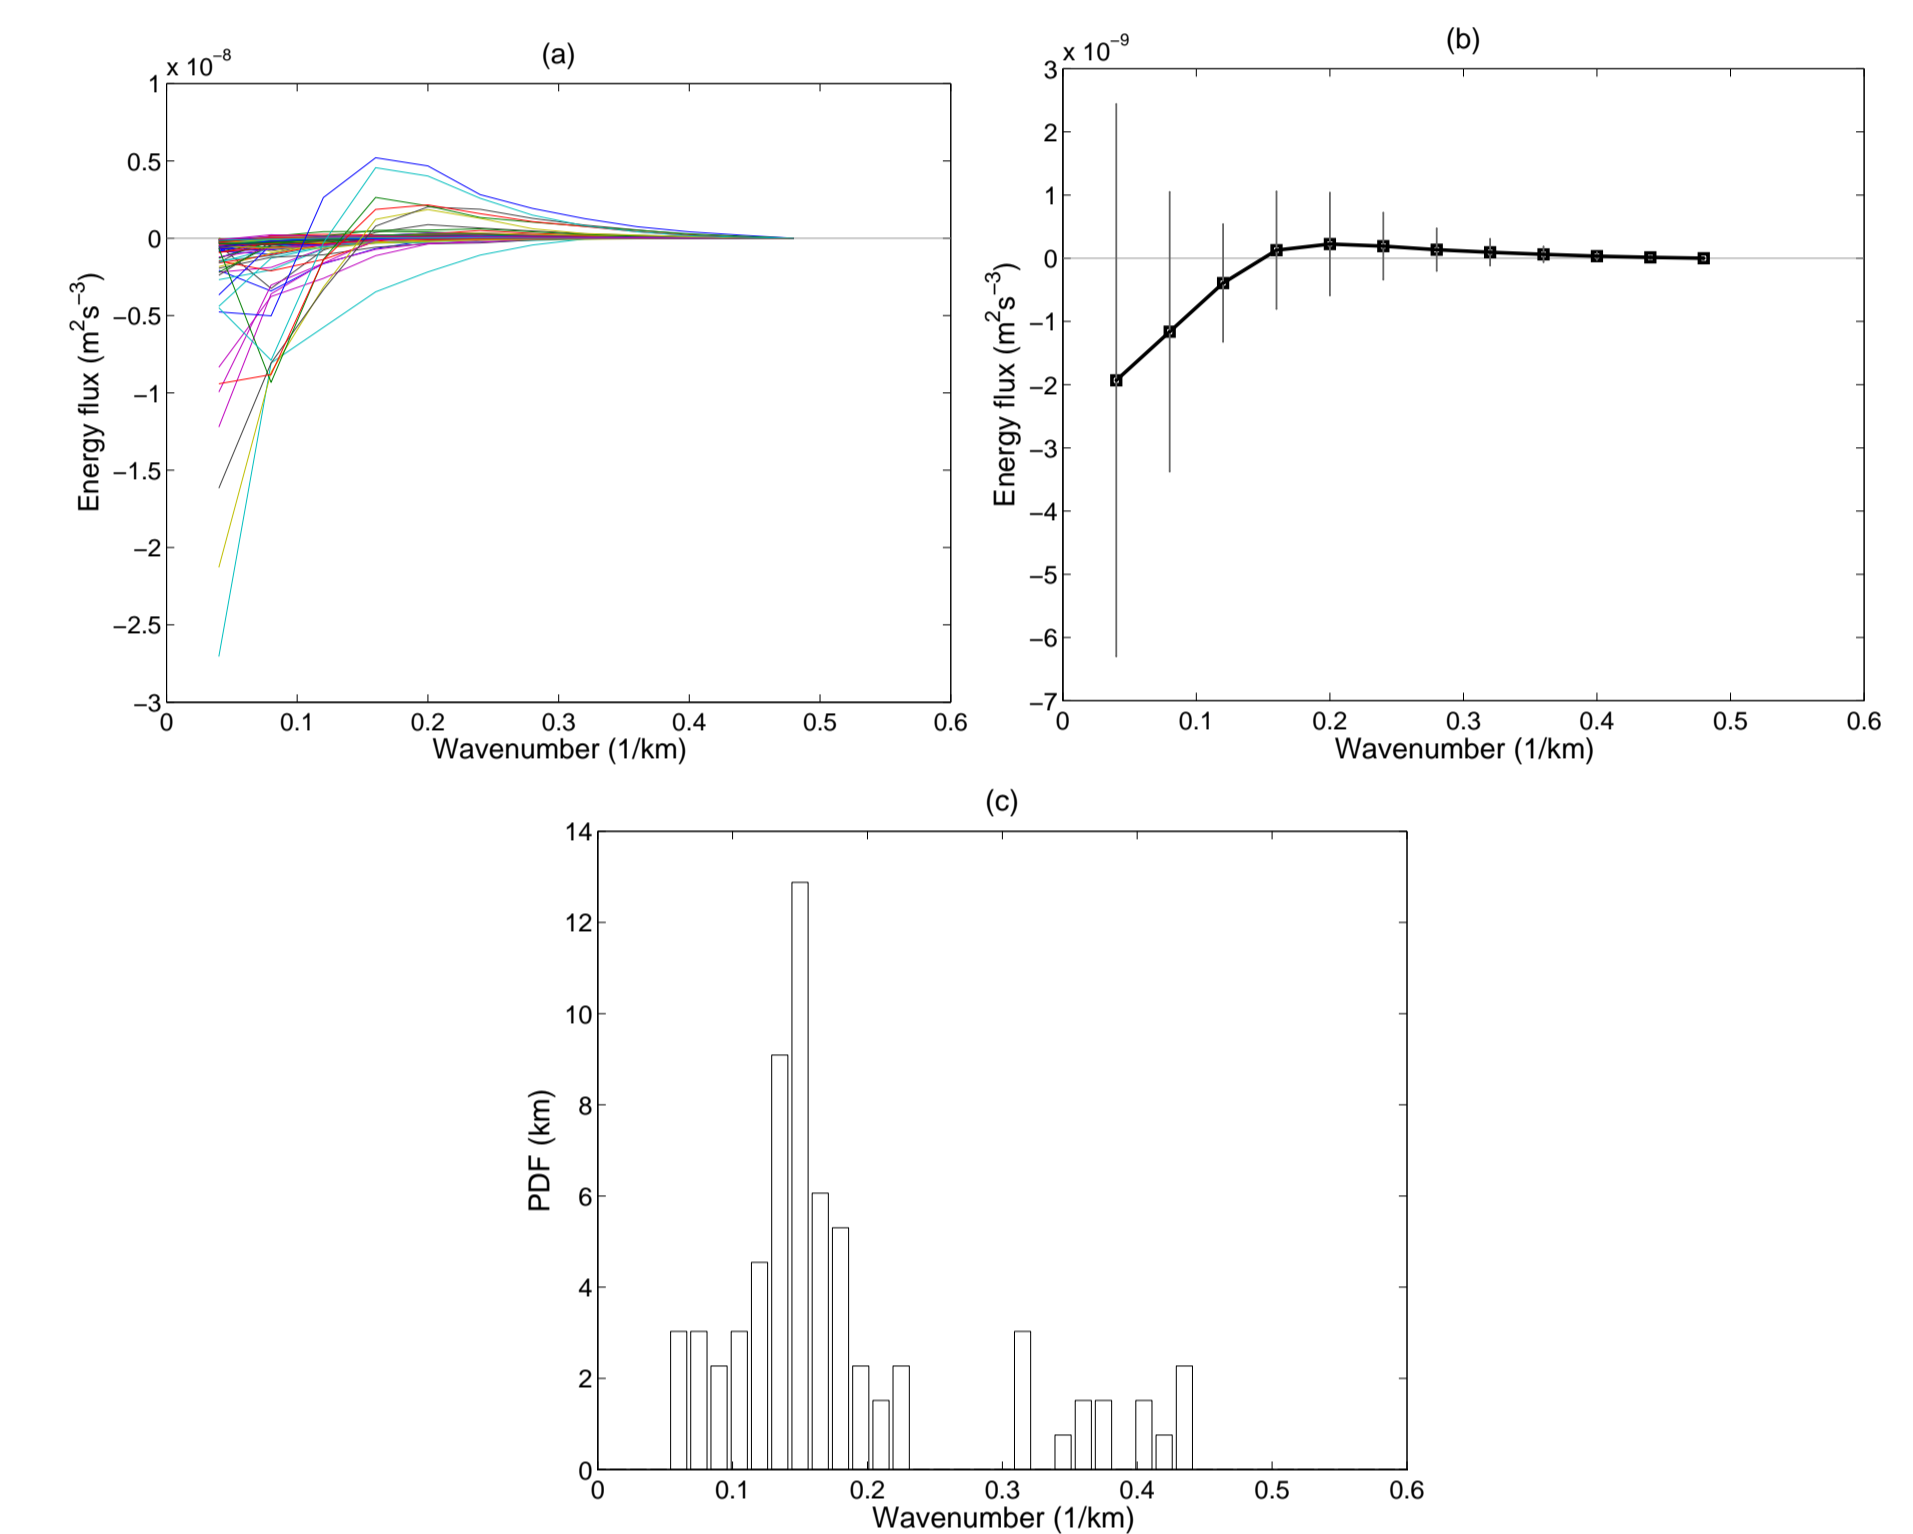 (a)
x 10⁻⁸
1
0.5
0
−0.5
−1
−1.5
−2
−2.5
−3
0 0.1 0.2 0.3 0.4 0.5 0.6
Wavenumber (1/km)
Energy flux (m²s⁻³)
(b)
x 10⁻⁹
3
2
1
0
−1
−2
−3
−4
−5
−6
−7
0 0.1 0.2 0.3 0.4 0.5 0.6
Wavenumber (1/km)
Energy flux (m²s⁻³)
(c)
14
12
10
8
6
4
2
0
0 0.1 0.2 0.3 0.4 0.5 0.6
Wavenumber (1/km)
PDF (km)